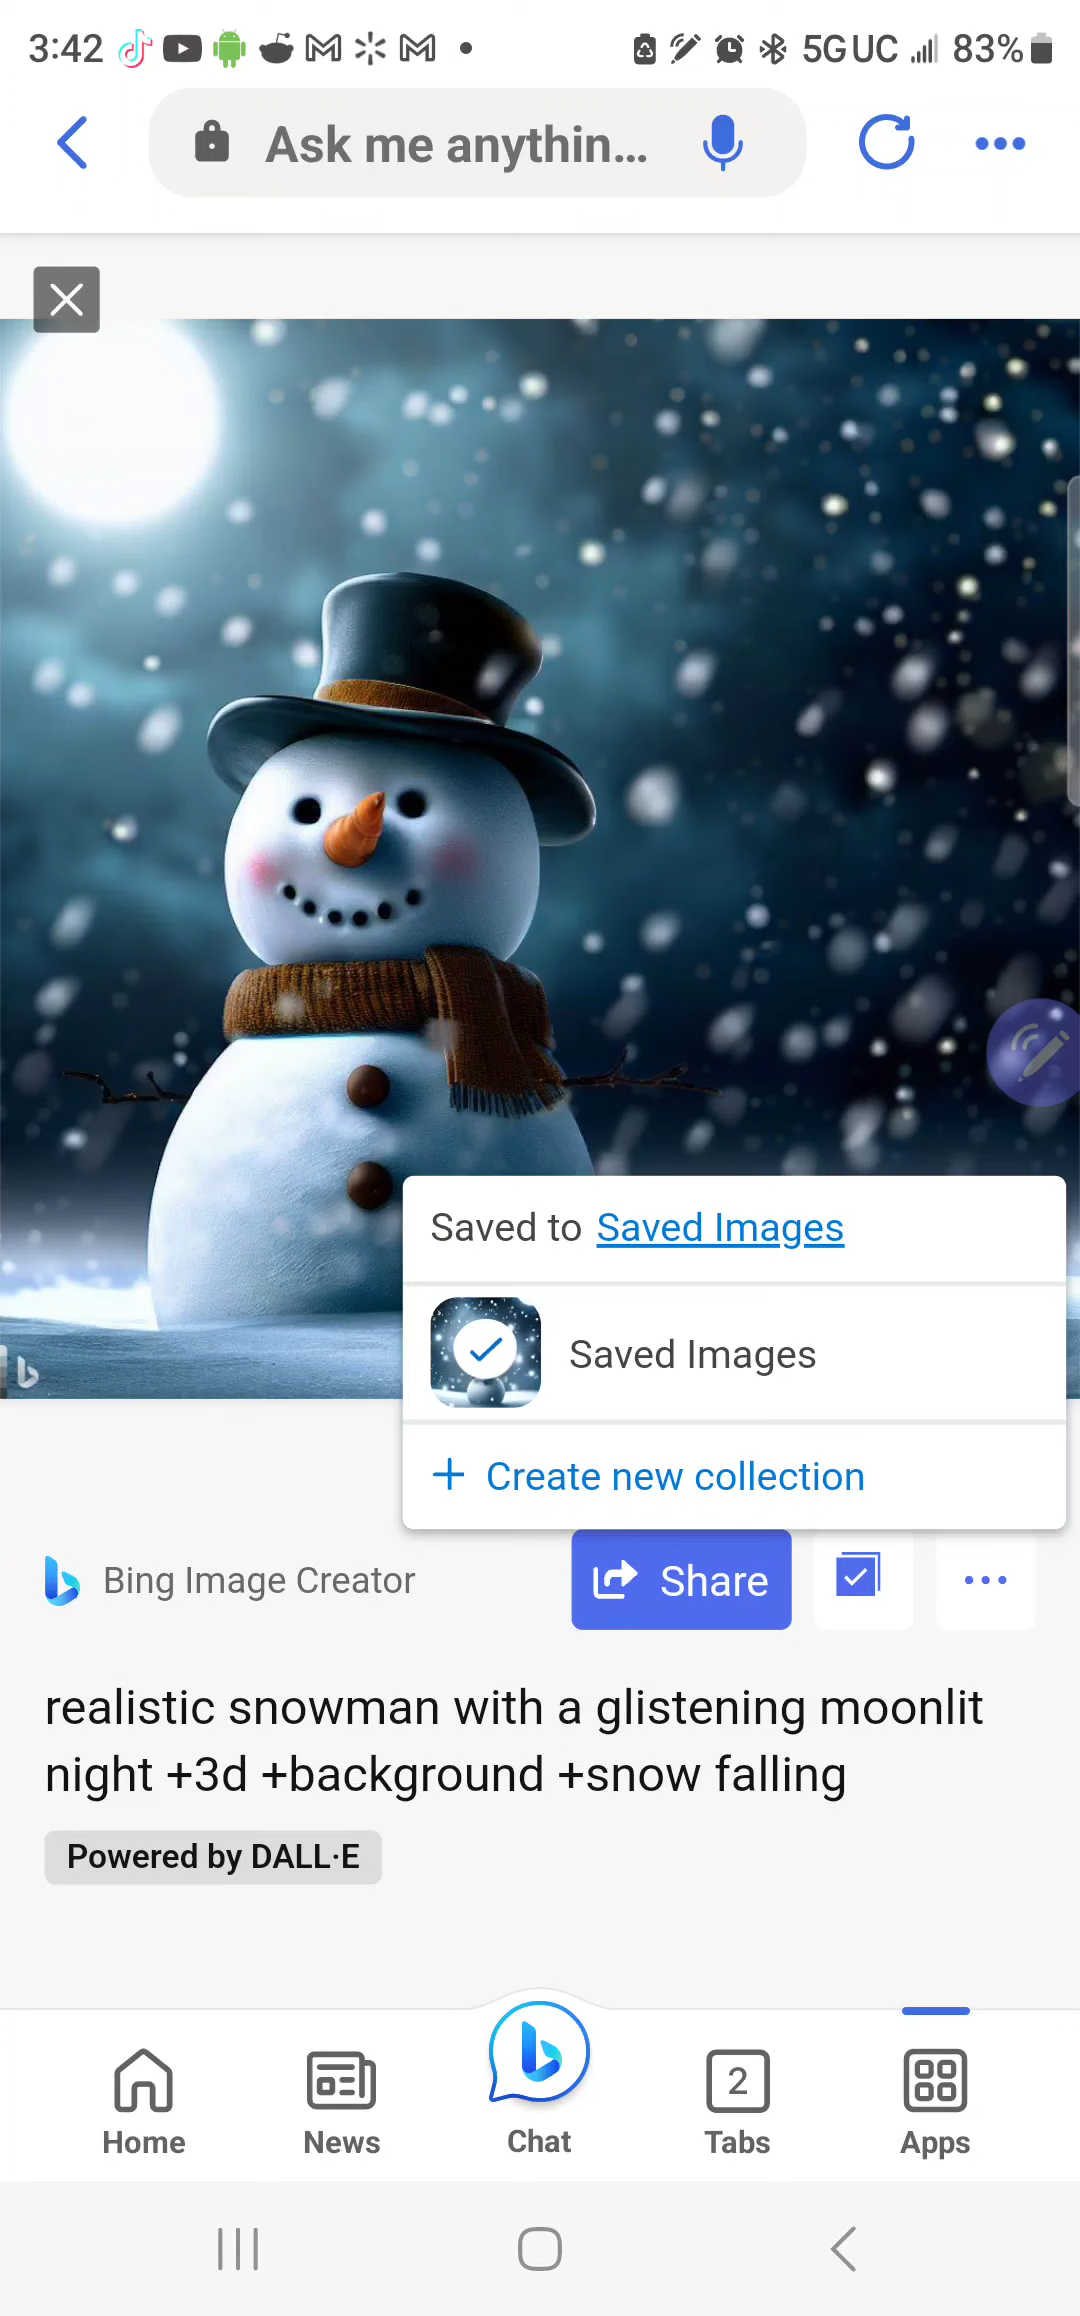 3:42
5G UC 83%
Ask me anythin...
Saved to Saved Images
Saved Images
+ Create new collection
Bing Image Creator
Share
realistic snowman with a glistening moonlit
night +3d +background +snow falling
Powered by DALL·E
2
Home News Chat Tabs Apps